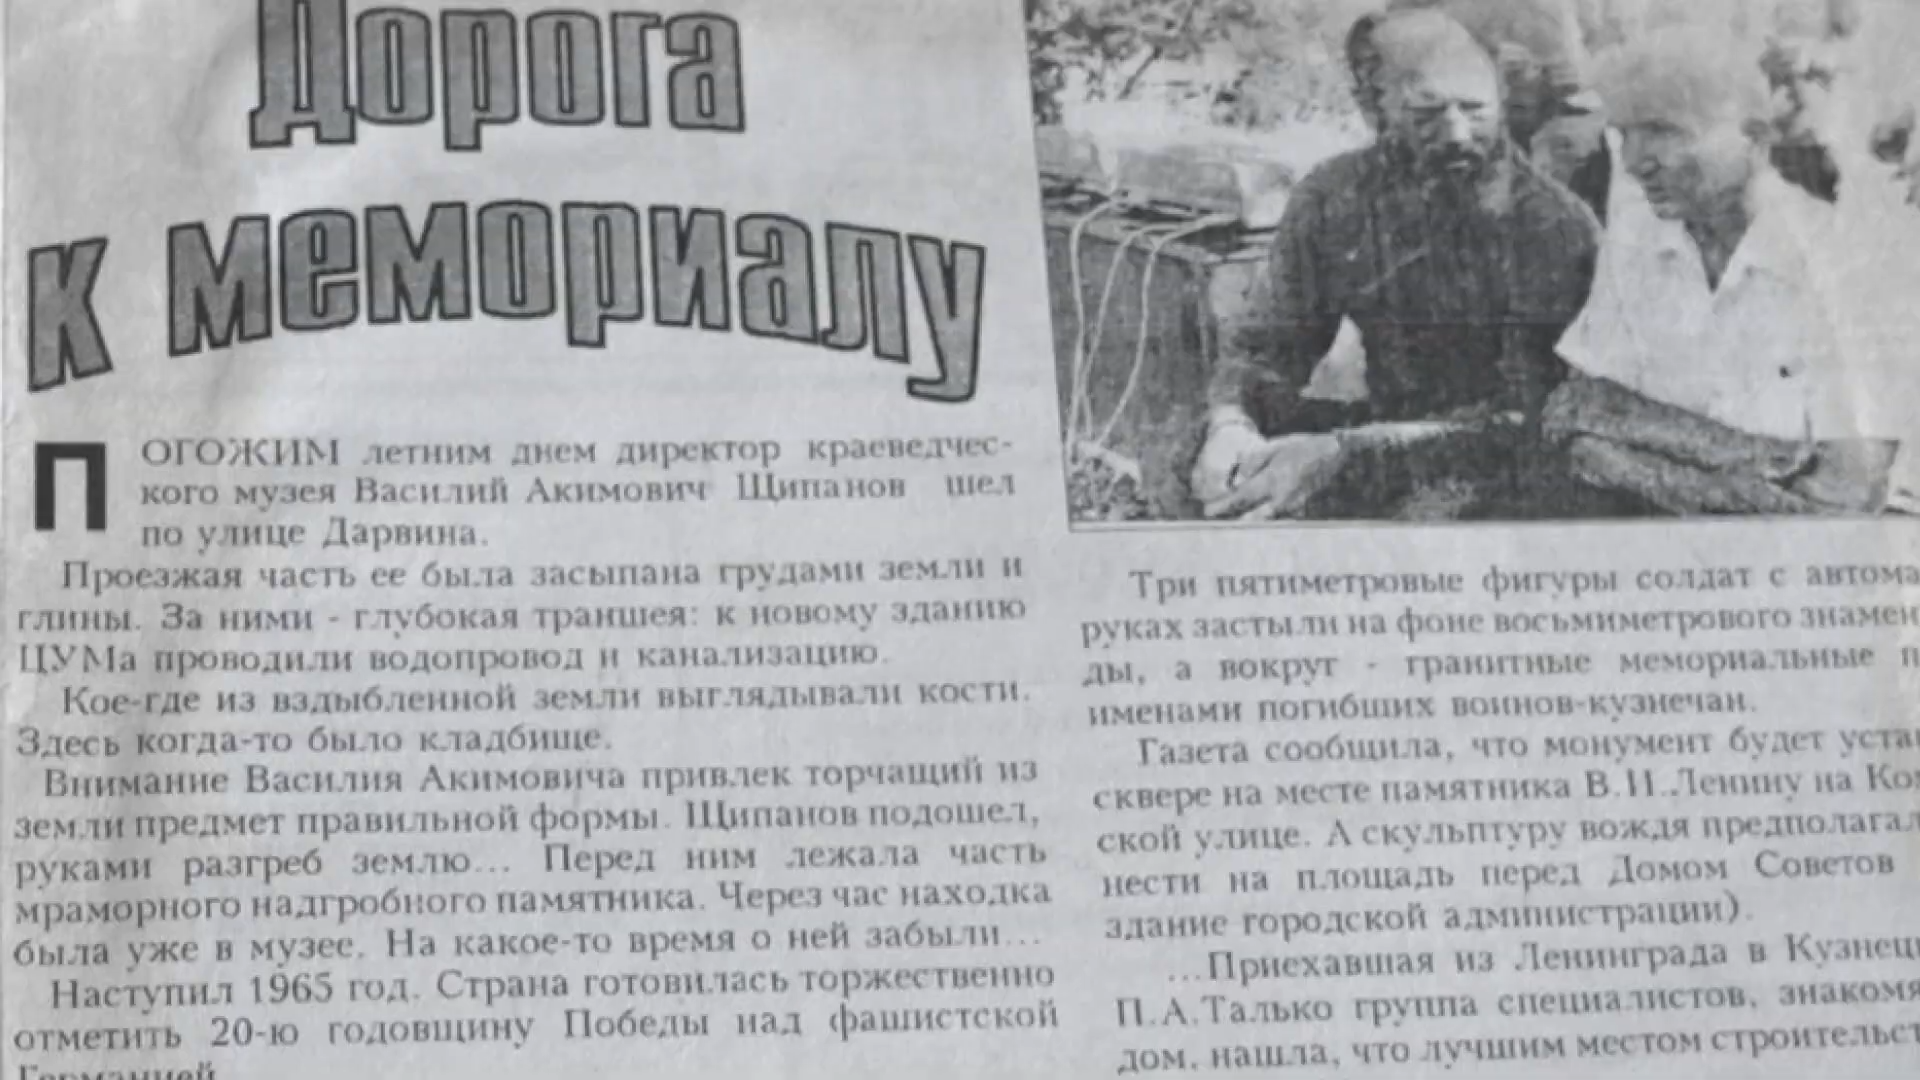 Дорога
к мемориалу
ПОГОЖИМ летним днем директор краеведчес-
кого музея Василий Акимович Щипанов шел
по улице Дарвина.
Проезжая часть ее была засыпана грудами земли и
глины. За ними - глубокая траншея: к новому зданию
ЦУМа проводили водопровод и канализацию.
Кое-где из вздыбленной земли выглядывали кости.
Здесь когда-то было кладбище.
Внимание Василия Акимовича привлек торчащий из
земли предмет правильной формы. Щипанов подошел,
руками разгреб землю... Перед ним лежала часть
мраморного надгробного памятника. Через час находка
была уже в музее. На какое-то время о ней забыли...
Наступил 1965 год. Страна готовилась торжественно
отметить 20-ю годовщину Победы над фашистской
Германией
Три пятиметровые фигуры солдат с автома
руках застыли на фоне восьмиметрового знамен
ды, а вокруг - гранитные мемориальные п
именами погибших воинов-кузнечан.
Газета сообщила, что монумент будет уста
сквере на месте памятника В.И.Ленину на Ко
ской улице. А скульптуру вождя предполагал
нести на площадь перед Домом Советов
здание городской администрации).
...Приехавшая из Ленинграда в Кузнец
П.А.Талько группа специалистов, знакомя
дом, нашла, что лучшим местом строительст